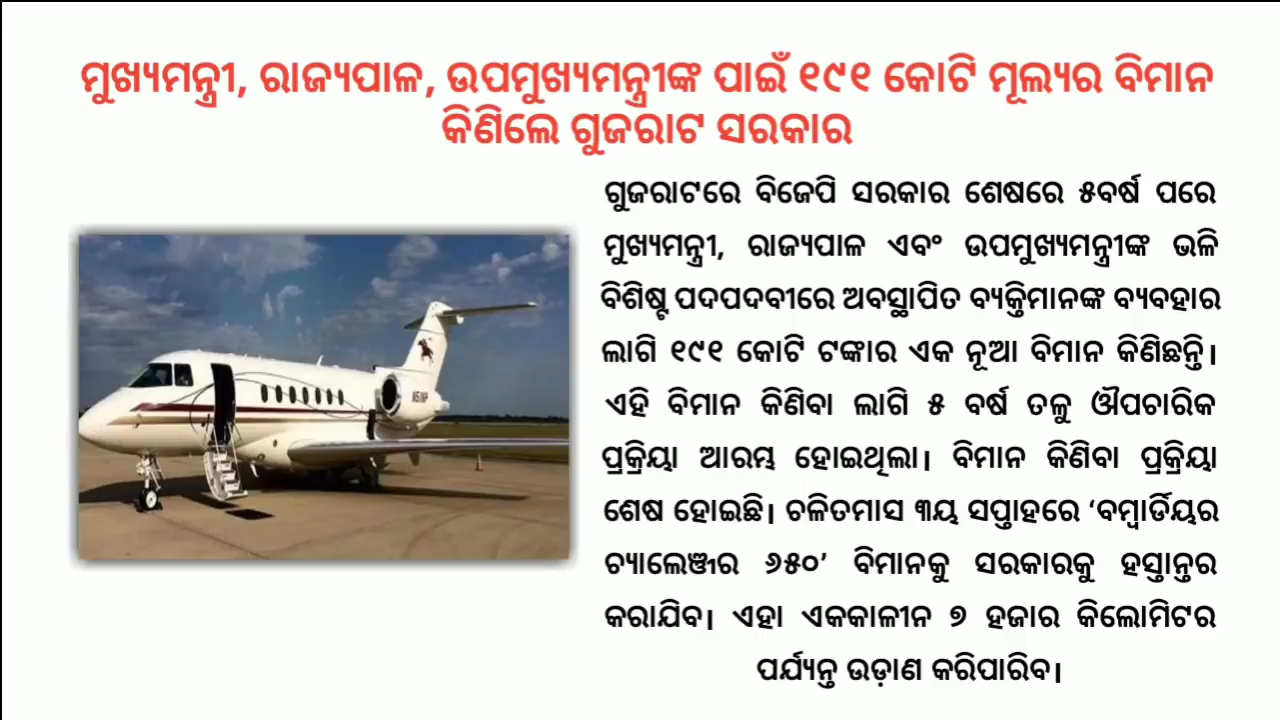 ମୁଖ୍ୟମନ୍ତ୍ରୀ, ରାଜ୍ୟପାଳ, ଉପମୁଖ୍ୟମନ୍ତ୍ରୀଙ୍କ ପାଇଁ ୧୯୧ କୋଟି ମୂଲ୍ୟର ବିମାନ
କିଣିଲେ ଗୁଜରାଟ ସରକାର
ଗୁଜରାଟରେ ବିଜେପି ସରକାର ଶେଷରେ ୫ବର୍ଷ ପରେ
ମୁଖ୍ୟମନ୍ତ୍ରୀ, ରାଜ୍ୟପାଳ ଏବଂ ଉପମୁଖ୍ୟମନ୍ତ୍ରୀଙ୍କ ଭଳି
ବିଶିଷ୍ଟ ପଦପଦବୀରେ ଅବସ୍ଥାପିତ ବ୍ୟକ୍ତିମାନଙ୍କ ବ୍ୟବହାର
ଲାଗି ୧୯୧ କୋଟି ଟଙ୍କାର ଏକ ନୂଆ ବିମାନ କିଣିଛନ୍ତି।
ଏହି ବିମାନ କିଣିବା ଲାଗି ୫ ବର୍ଷ ତଳୁ ଔପଚାରିକ
ପ୍ରକ୍ରିୟା ଆରମ୍ଭ ହୋଇଥିଲା। ବିମାନ କିଣିବା ପ୍ରକ୍ରିୟା
ଶେଷ ହୋଇଛି। ଚଳିତମାସ ୩ୟ ସପ୍ତାହରେ ‘ବମ୍ବାର୍ଡିୟର
ଚ୍ୟାଲେଞ୍ଜର ୬୫୦’ ବିମାନକୁ ସରକାରକୁ ହସ୍ତାନ୍ତର
କରାଯିବ। ଏହା ଏକକାଳୀନ ୭ ହଜାର କିଲୋମିଟର
ପର୍ଯ୍ୟନ୍ତ ଉଡ଼ାଣ କରିପାରିବ।